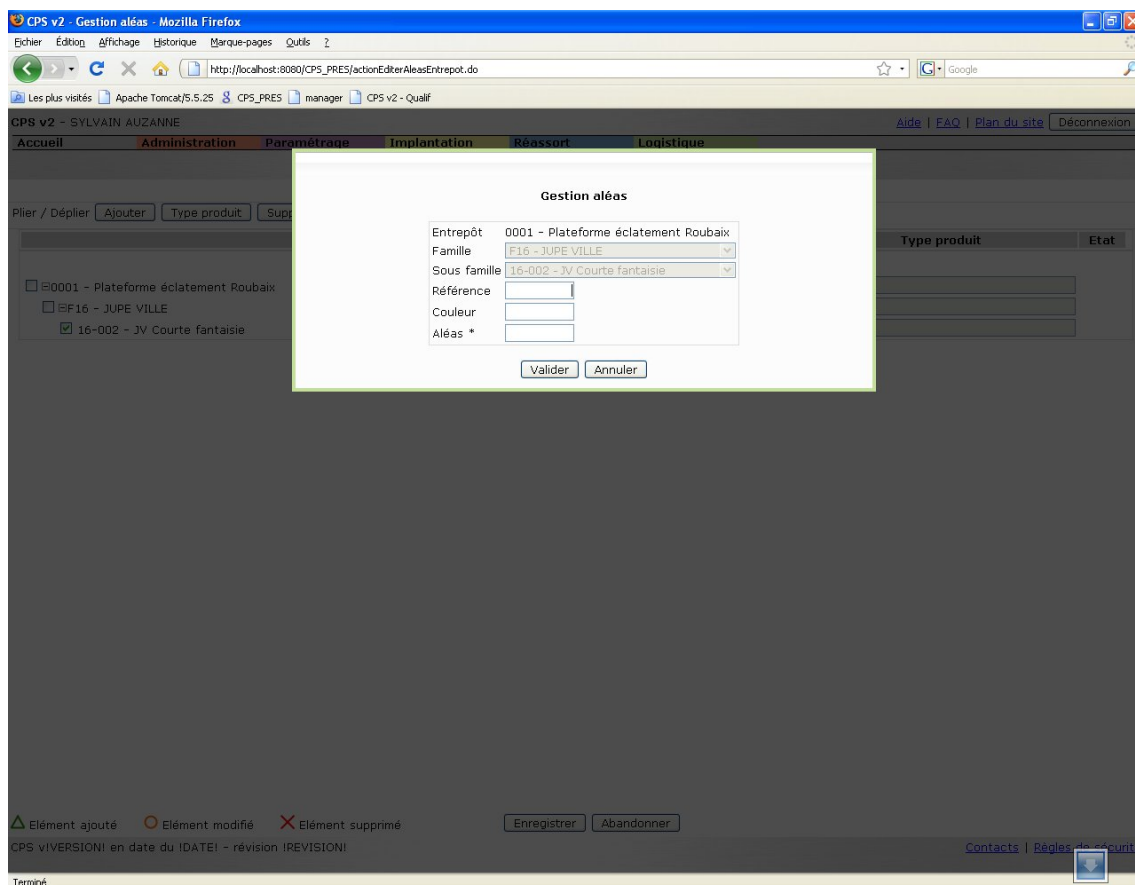 CPS v2 - Gestion aléas - Mozilla Firefox
Fichier Édition Affichage Historique Marque-pages Outils ?
http://localhost:8080/CPS_PRES/actionEditerAleasEntrepot.do
G Google
Les plus visités Apache Tomcat/5.5.25 CPS_PRES manager CPS v2 - Qualif
CPS v2 - SYLVAIN AUZANNE Aide | FAQ | Plan du site Déconnexion
Accueil Administration Paramétrage Implantation Réassort Logistique
Gestion aléas
Plier / Déplier Ajouter Type produit Supp
Type produit Etat
Entrepôt 0001 - Plateforme éclatement Roubaix
Famille F16 - JUPE VILLE
Sous famille 16-002 - JV Courte fantaisie
Référence
Couleur
Aléas *
Valider Annuler
0001 - Plateforme éclatement Roubaix
F16 - JUPE VILLE
16-002 - JV Courte fantaisie
Elément ajouté Elément modifié Elément supprimé Enregistrer Abandonner
CPS v!VERSION! en date du !DATE! - révision !REVISION! Contacts | Règles de sécurit
Terminé